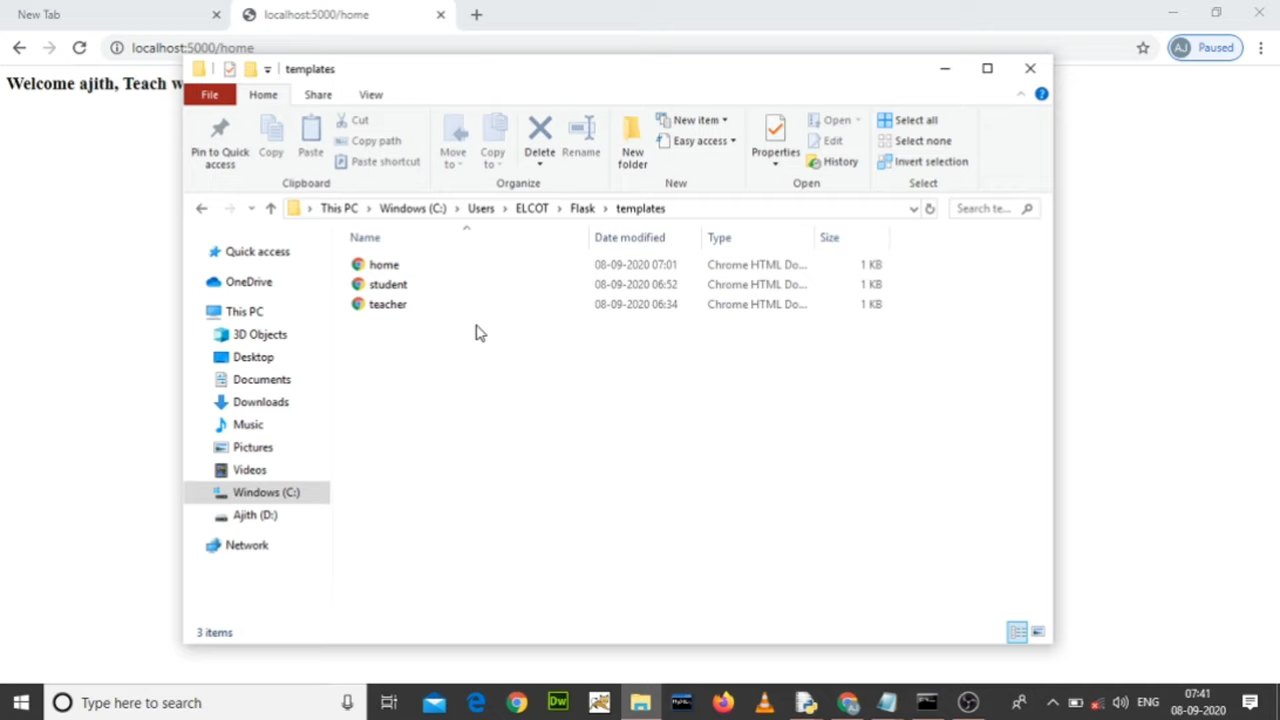 New Tab
localhost:5000/home
localhost:5000/home
AJ Paused
Welcome ajith, Teach w
templates
File Home Share View
Pin to Quick access
Copy
Paste
Cut
Copy path
Paste shortcut
Clipboard
Move to
Copy to
Delete
Rename
Organize
New folder
New item
Easy access
New
Properties
Open
Edit
History
Open
Select all
Select none
Invert selection
Select
This PC > Windows (C:) > Users > ELCOT > Flask > templates
Search te...
Name Date modified Type Size
home 08-09-2020 07:01 Chrome HTML Do... 1 KB
student 08-09-2020 06:52 Chrome HTML Do... 1 KB
teacher 08-09-2020 06:34 Chrome HTML Do... 1 KB
Quick access
OneDrive
This PC
3D Objects
Desktop
Documents
Downloads
Music
Pictures
Videos
Windows (C:)
Ajith (D:)
Network
3 items
Type here to search
Dw
ENG
07:41
08-09-2020